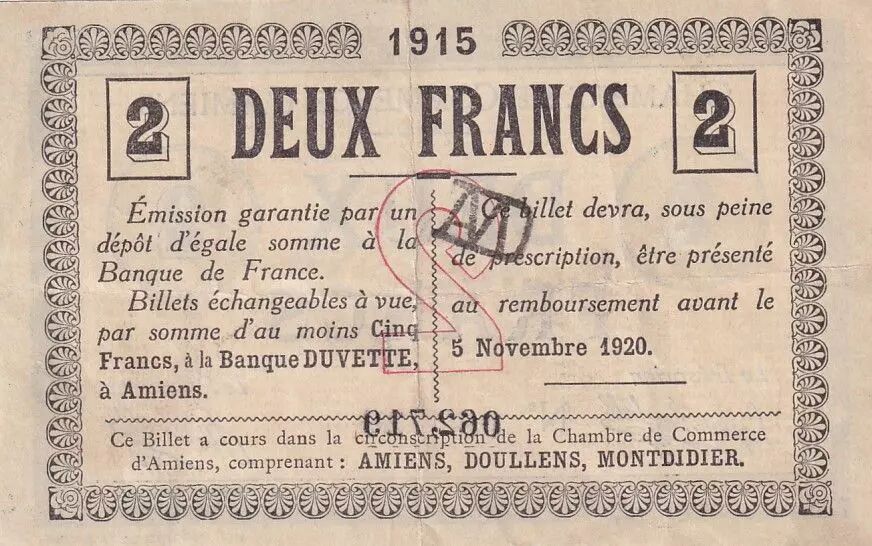 1915
2 DEUX FRANCS 2
Émission garantie par un
dépôt d'égale somme à la
Banque de France.
Billets échangeables à vue,
par somme d'au moins Cinq
Francs, à la Banque DUVETTE,
à Amiens.
2
Ce billet devra, sous peine
de prescription, être présenté
au remboursement avant le
5 Novembre 1920.
062,719
Ce Billet a cours dans la circonscription de la Chambre de Commerce
d'Amiens, comprenant : AMIENS, DOULLENS, MONTDIDIER.